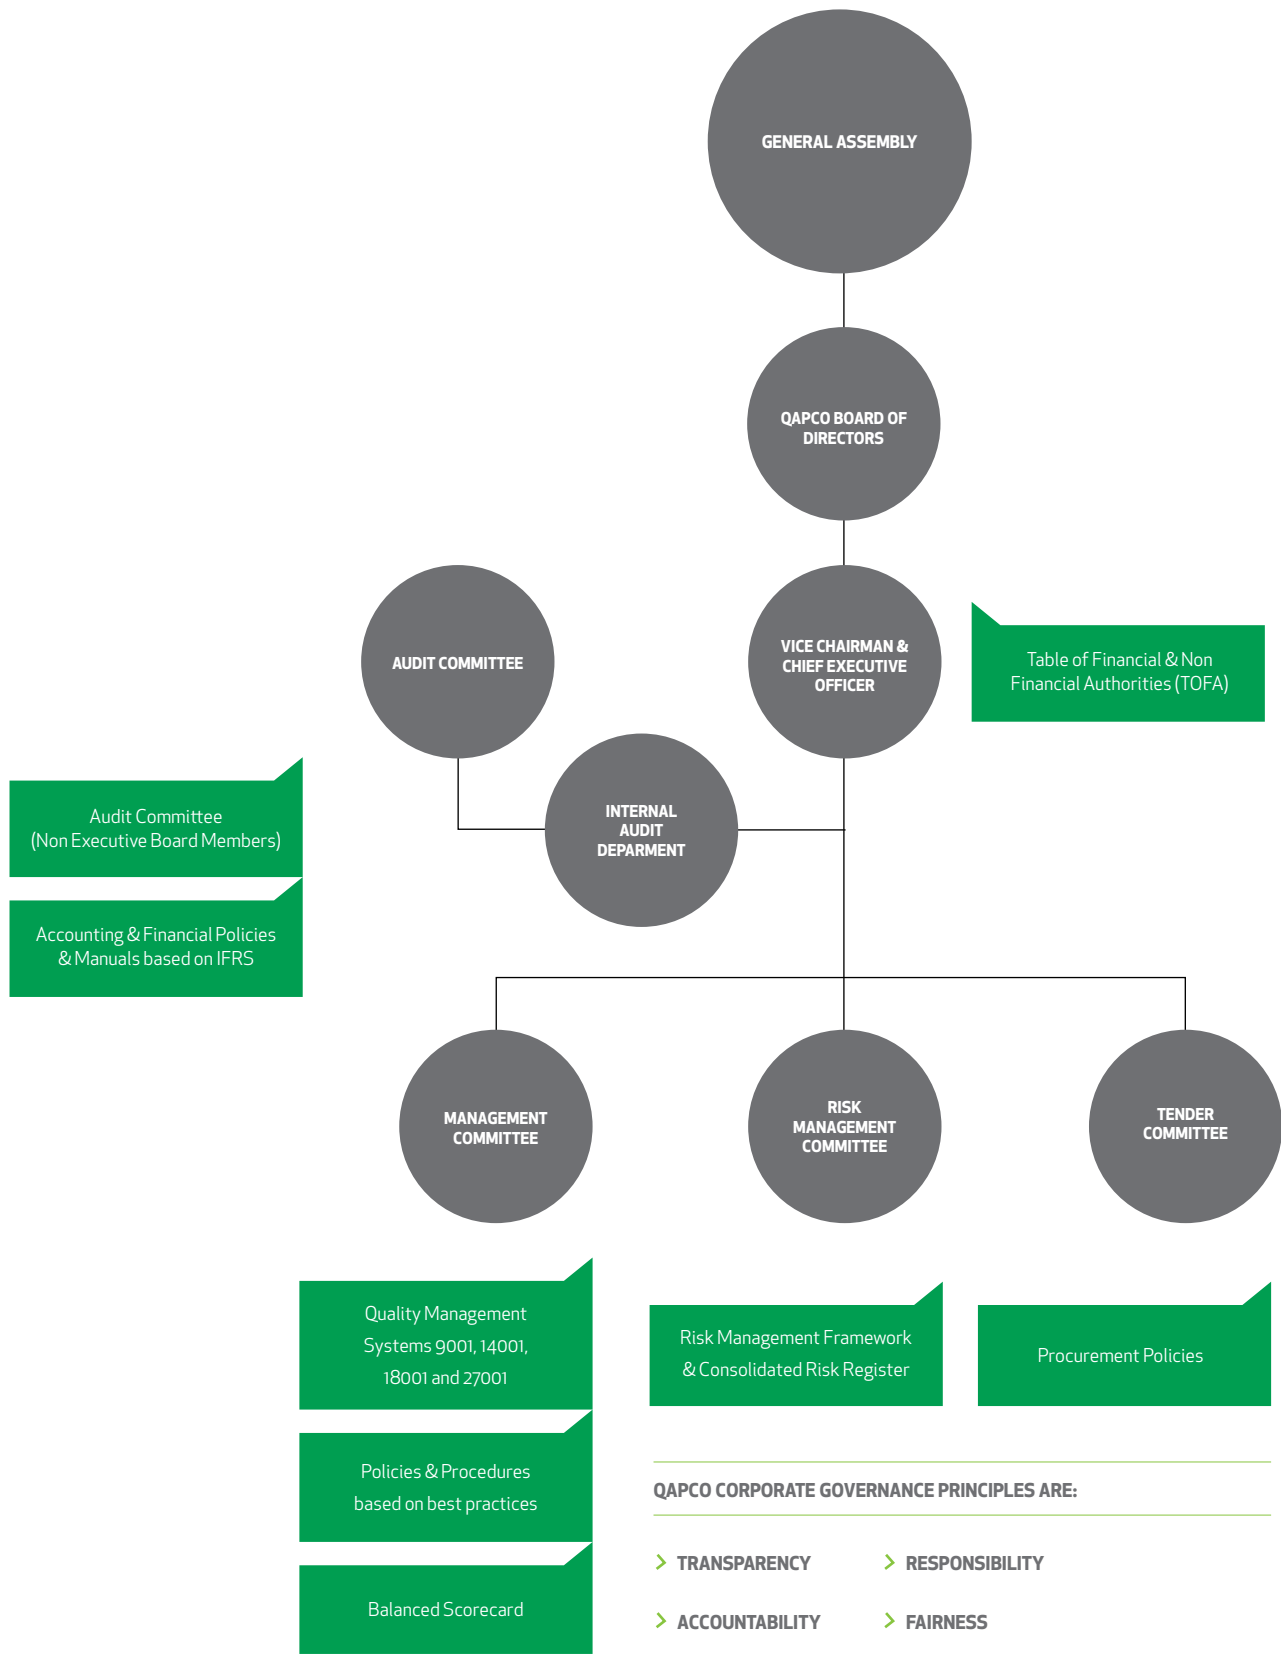 GENERAL ASSEMBLY
QAPCO BOARD OF
DIRECTORS
AUDIT COMMITTEE
VICE CHAIRMAN &
CHIEF EXECUTIVE
OFFICER
Table of Financial & Non
Financial Authorities (TOFA)
INTERNAL
AUDIT
DEPARMENT
Audit Committee
(Non Executive Board Members)
Accounting & Financial Policies
& Manuals based on IFRS
MANAGEMENT
COMMITTEE
RISK
MANAGEMENT
COMMITTEE
TENDER
COMMITTEE
Quality Management
Systems 9001, 14001,
18001 and 27001
Policies & Procedures
based on best practices
Balanced Scorecard
Risk Management Framework
& Consolidated Risk Register
Procurement Policies
QAPCO CORPORATE GOVERNANCE PRINCIPLES ARE:
> TRANSPARENCY
> RESPONSIBILITY
> ACCOUNTABILITY
> FAIRNESS